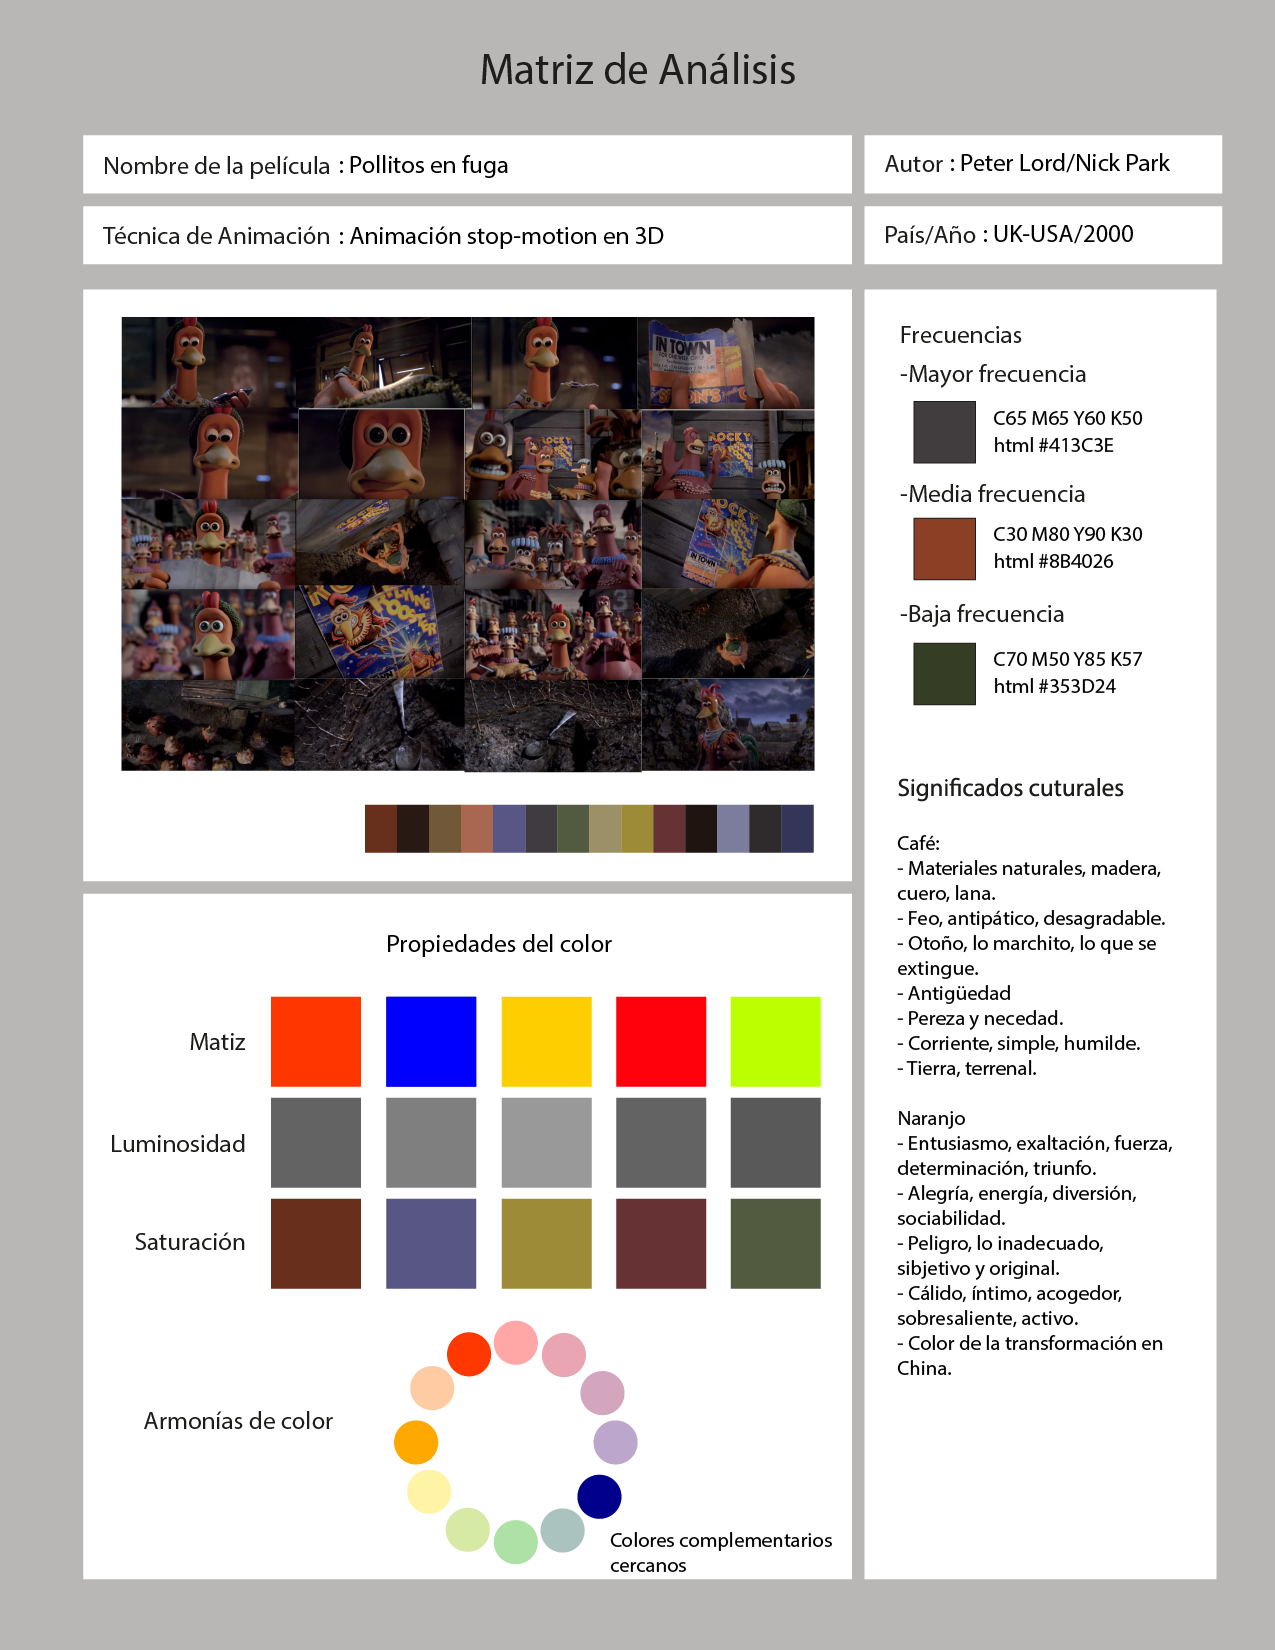 Matriz de Análisis
Nombre de la película : Pollitos en fuga
Autor : Peter Lord/Nick Park
Técnica de Animación : Animación stop-motion en 3D
País/Año : UK-USA/2000
IN TOWN
ROCKY
ROCKY
3
ROCKY
ROCKY
IN TOWN
FLYING
ROOSTER
3
Frecuencias
-Mayor frecuencia
C65 M65 Y60 K50
html #413C3E
-Media frecuencia
C30 M80 Y90 K30
html #8B4026
-Baja frecuencia
C70 M50 Y85 K57
html #353D24
Significados cuturales
Café:
- Materiales naturales, madera,
cuero, lana.
- Feo, antipático, desagradable.
- Otoño, lo marchito, lo que se
extingue.
- Antigüedad
- Pereza y necedad.
- Corriente, simple, humilde.
- Tierra, terrenal.
Naranjo
- Entusiasmo, exaltación, fuerza,
determinación, triunfo.
- Alegría, energía, diversión,
sociabilidad.
- Peligro, lo inadecuado,
sibjetivo y original.
- Cálido, íntimo, acogedor,
sobresaliente, activo.
- Color de la transformación en
China.
Propiedades del color
Matiz
Luminosidad
Saturación
Armonías de color
Colores complementarios
cercanos